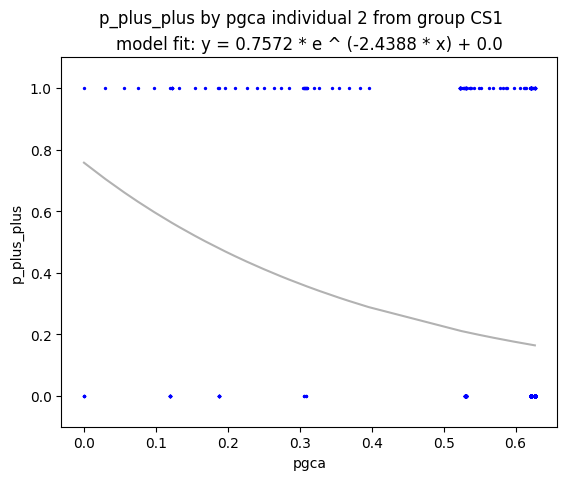 p_plus_plus by pgca individual 2 from group CS1
model fit: y = 0.7572 * e ^ (-2.4388 * x) + 0.0
p_plus_plus
1.0
0.8
0.6
0.4
0.2
0.0
0.0 0.1 0.2 0.3 0.4 0.5 0.6
pgca